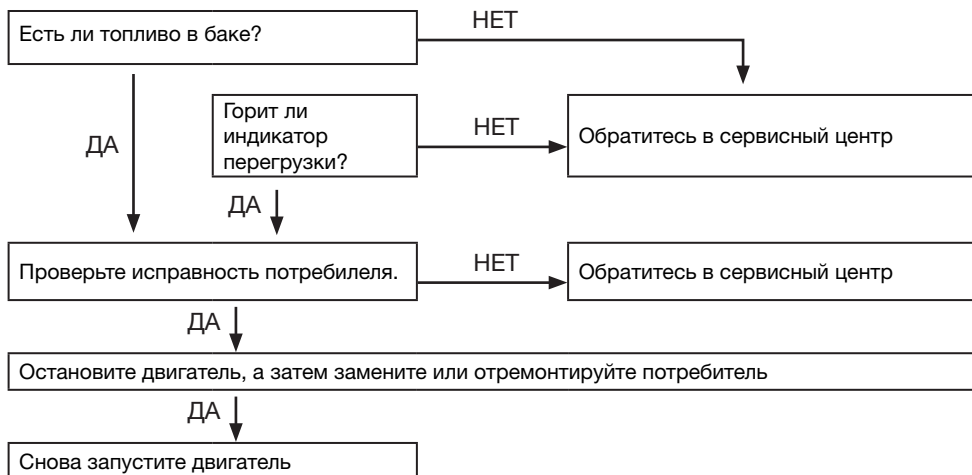 Есть ли топливо в баке?
НЕТ
ДА
Горит ли
индикатор
перегрузки?
НЕТ
Обратитесь в сервисный центр
ДА
Проверьте исправность потребилеля.
НЕТ
Обратитесь в сервисный центр
ДА
Остановите двигатель, а затем замените или отремонтируйте потребитель
ДА
Снова запустите двигатель